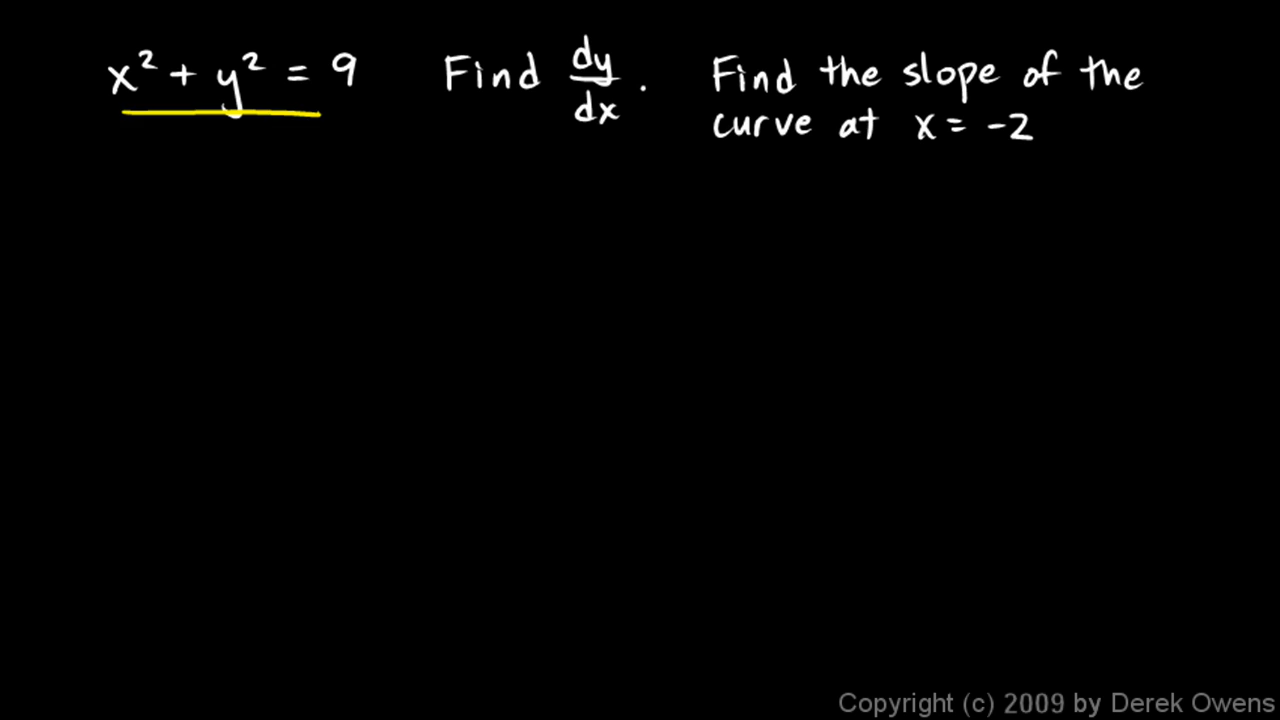 x² + y² = 9 Find dy/dx. Find the slope of the
curve at x = -2
Copyright (c) 2009 by Derek Owens